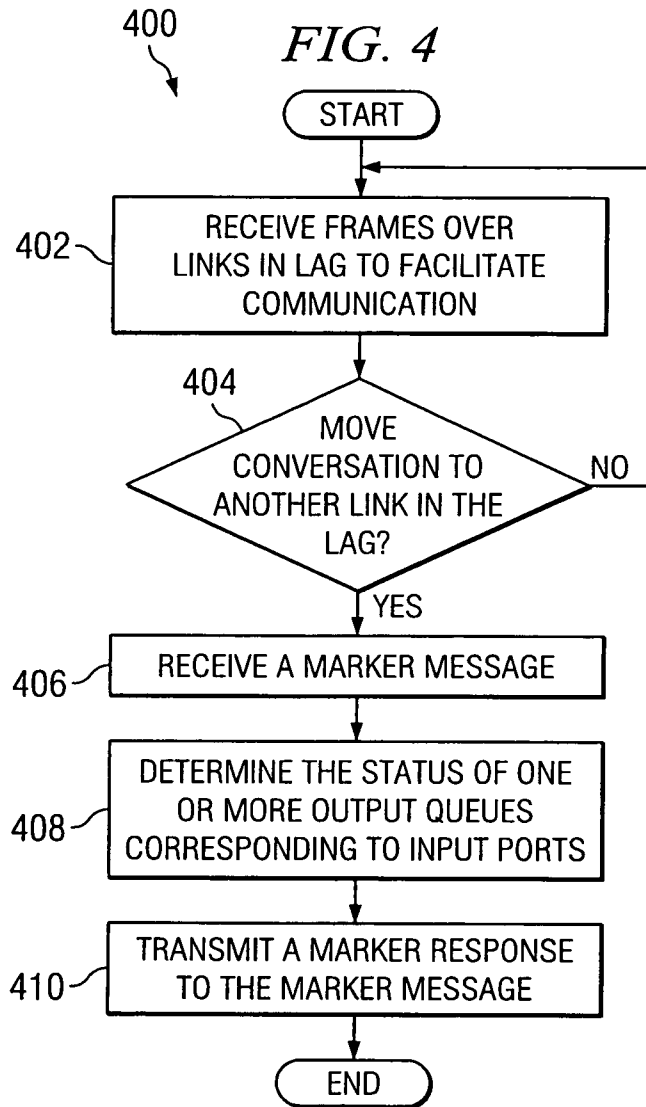 400
FIG. 4
START
402
RECEIVE FRAMES OVER
LINKS IN LAG TO FACILITATE
COMMUNICATION
404
MOVE
CONVERSATION TO
ANOTHER LINK IN THE
LAG?
NO
YES
406
RECEIVE A MARKER MESSAGE
408
DETERMINE THE STATUS OF ONE
OR MORE OUTPUT QUEUES
CORRESPONDING TO INPUT PORTS
410
TRANSMIT A MARKER RESPONSE
TO THE MARKER MESSAGE
END